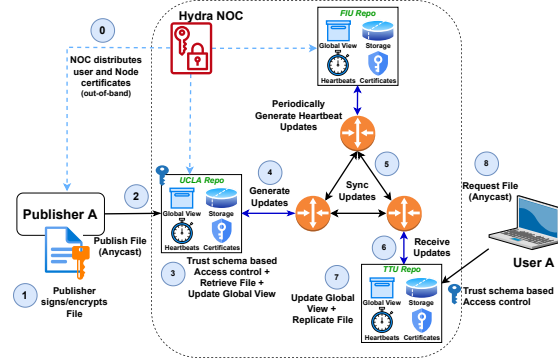 Hydra NOC
0
NOC distributes
user and Node
certificates
(out-of-band)
FIU Repo
Global View
Storage
Heartbeats
Certificates
Periodically
Generate Heartbeat
Updates
UCLA Repo
Global View
Storage
Heartbeats
Certificates
4
Generate
Updates
5
Sync
Updates
8
Request File
(Anycast)
Publisher A
2
Publish File
(Anycast)
1
Publisher
signs/encrypts
File
3
Trust schema based
Access control +
Retrieve File +
Update Global View
6
Receive
Updates
7
Update Global
View +
Replicate File
TTU Repo
Global View
Storage
Heartbeats
Certificates
User A
Trust schema based
Access control